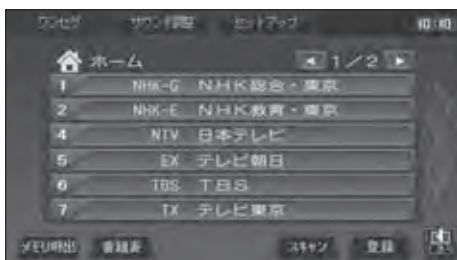 ワンセグ サウンド調整 セットアップ 10:10
ホーム ◄ 1/2 ►
1 NHK-G NHK総合・東京
2 NHK-E NHK教育・東京
4 NTV 日本テレビ
5 EX テレビ朝日
6 TBS TBS
7 TX テレビ東京
メモリ呼出 番組表 スキャン 登録